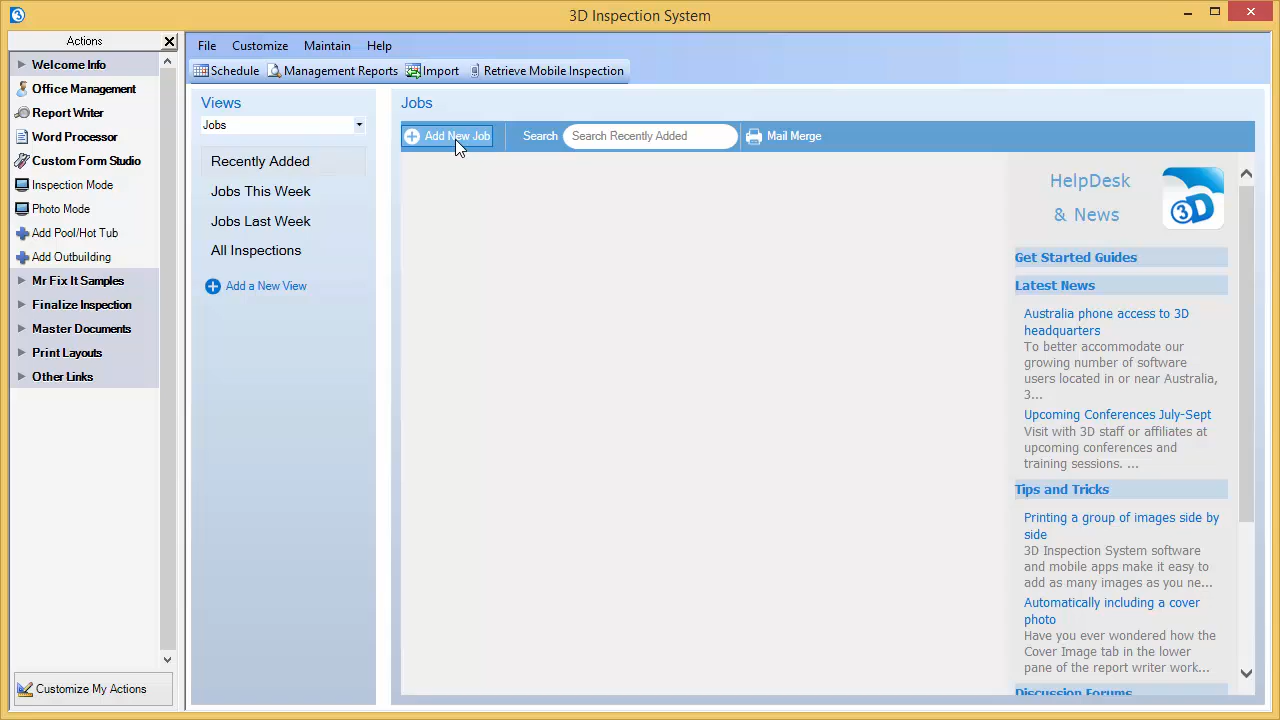 3D Inspection System
Actions
Welcome Info
Office Management
Report Writer
Word Processor
Custom Form Studio
Inspection Mode
Photo Mode
Add Pool/Hot Tub
Add Outbuilding
Mr Fix It Samples
Finalize Inspection
Master Documents
Print Layouts
Other Links
Customize My Actions
File Customize Maintain Help
Schedule Management Reports Import Retrieve Mobile Inspection
Views
Jobs
Recently Added
Jobs This Week
Jobs Last Week
All Inspections
Add a New View
Jobs
Add New Job Search Search Recently Added Mail Merge
HelpDesk
& News
3D
Get Started Guides
Latest News
Australia phone access to 3D
headquarters
To better accommodate our
growing number of software
users located in or near Australia,
3...
Upcoming Conferences July-Sept
Visit with 3D staff or affiliates at
upcoming conferences and
training sessions. ...
Tips and Tricks
Printing a group of images side by
side
3D Inspection System software
and mobile apps make it easy to
add as many images as you ne...
Automatically including a cover
photo
Have you ever wondered how the
Cover Image tab in the lower
pane of the report writer work...
Discussion Forums